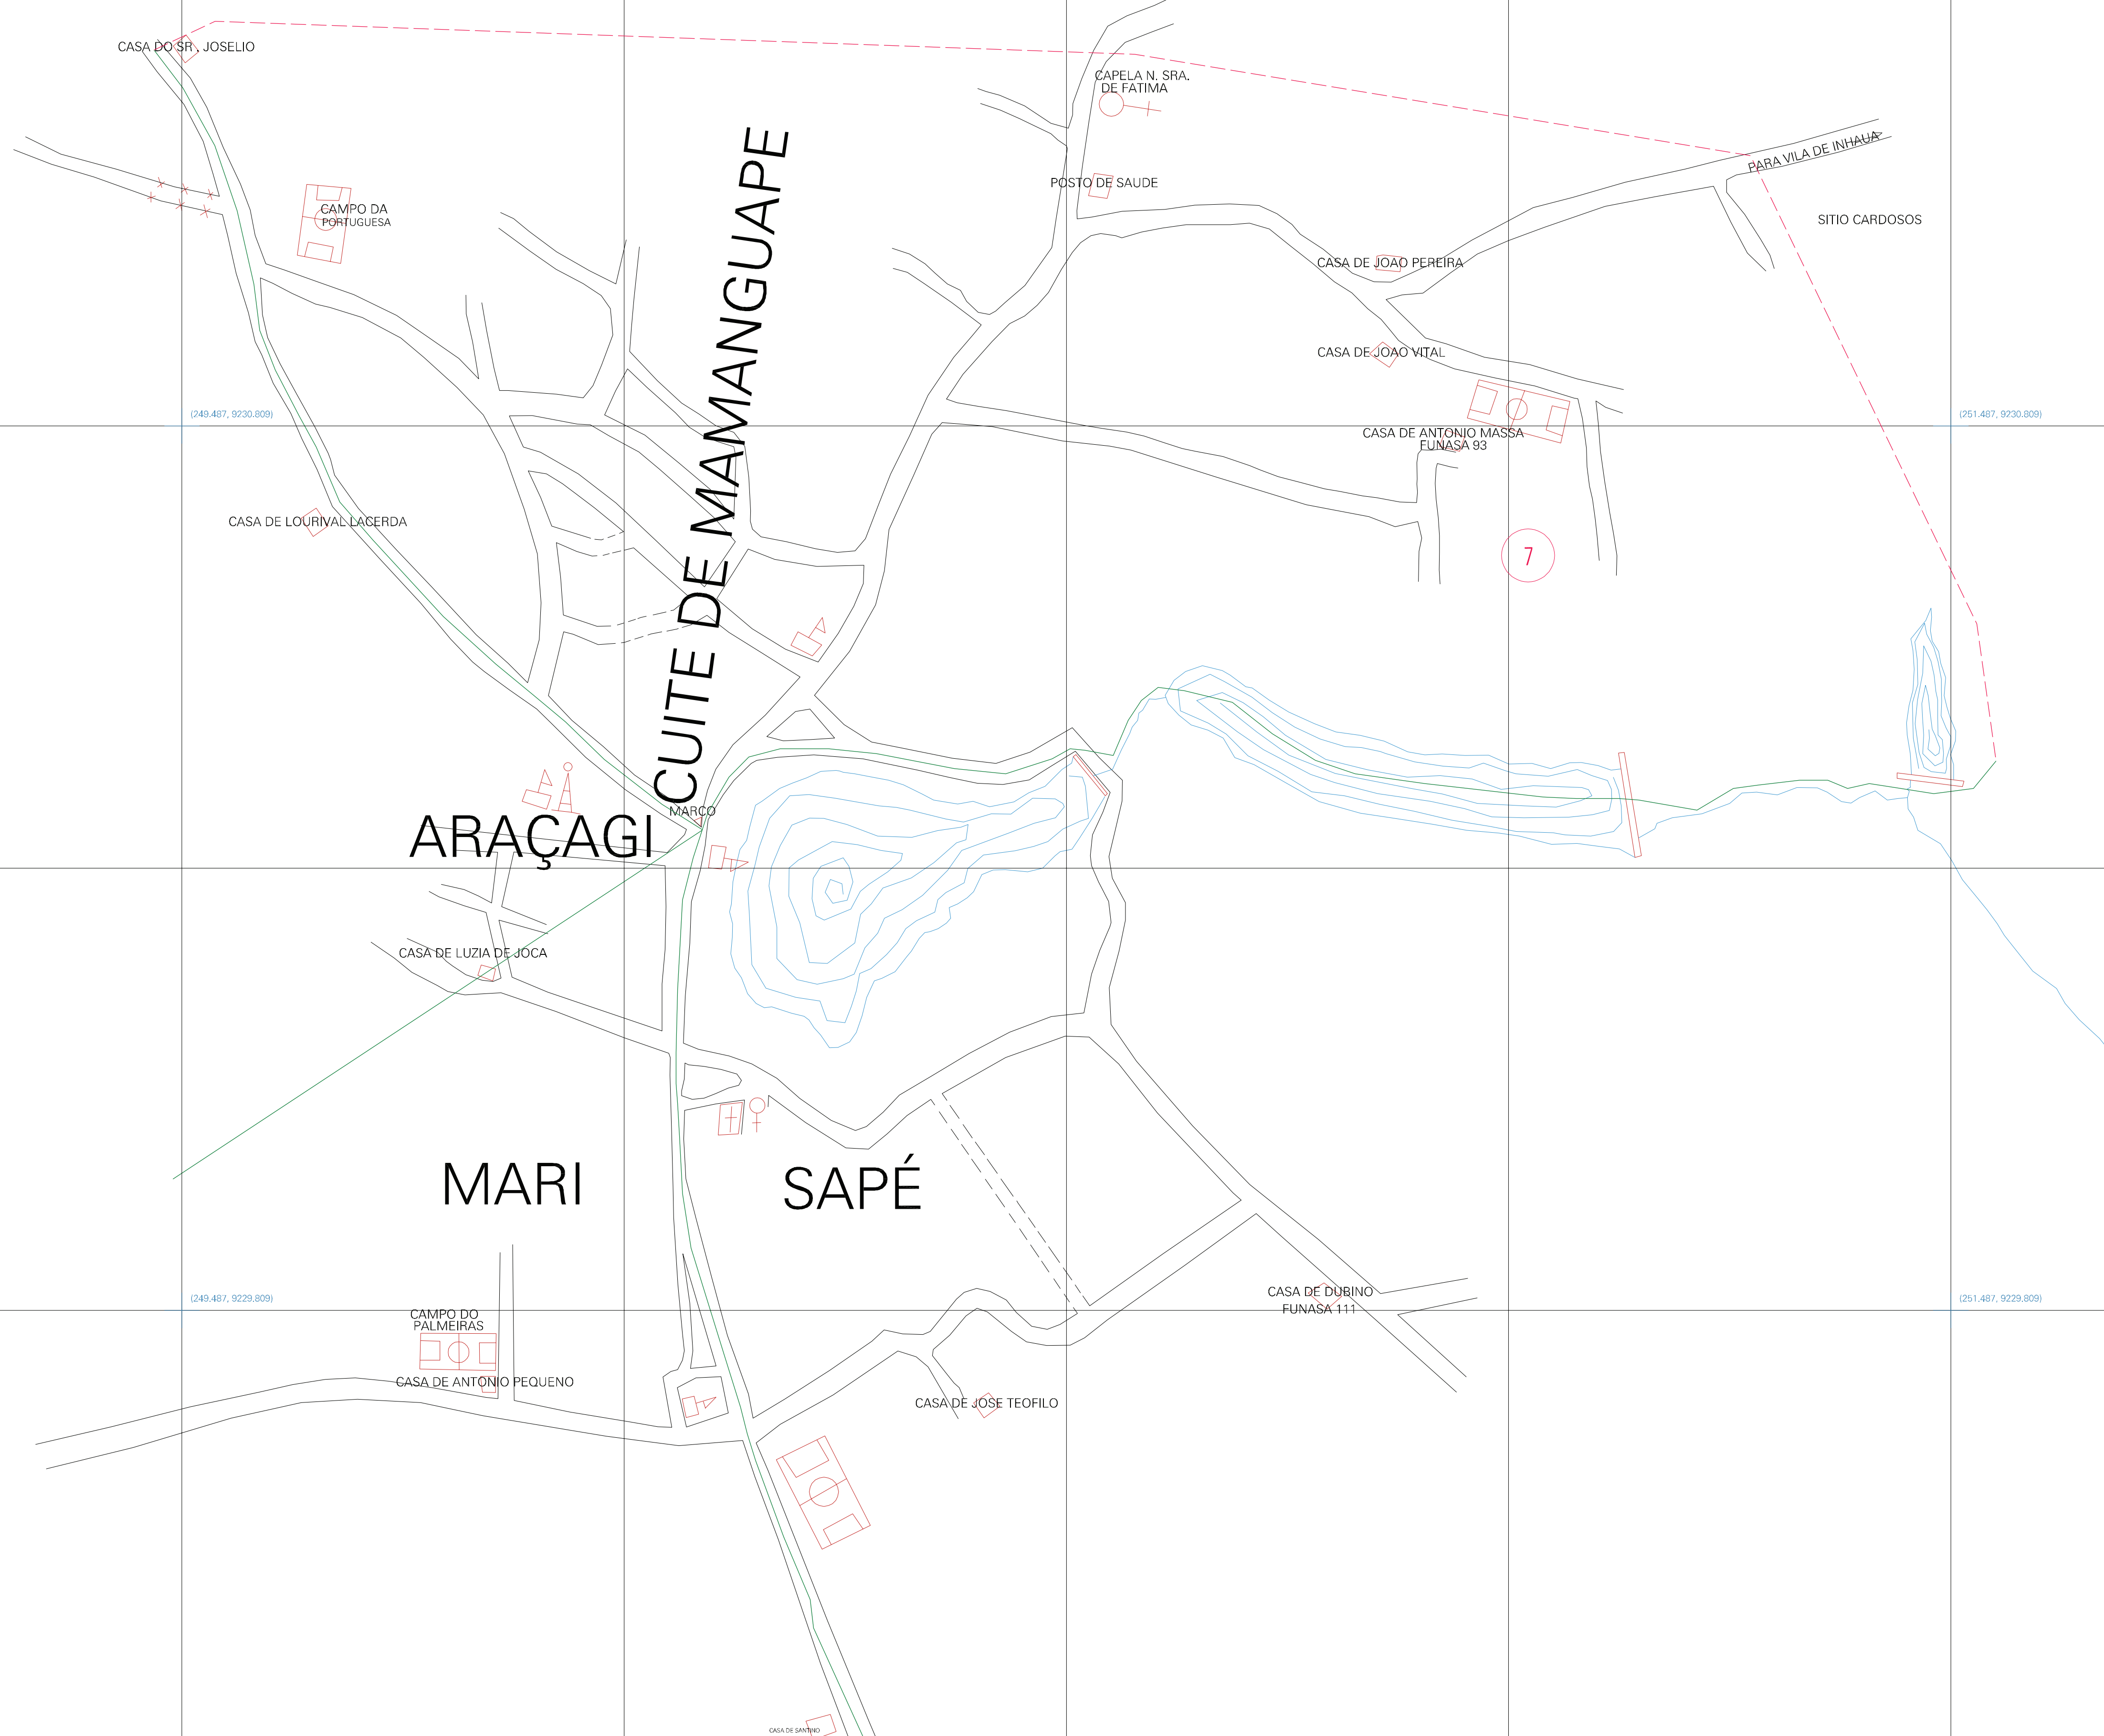 CASA DO SR . JOSELIO
CAPELA N. SRA.
DE FATIMA
PARA VILA DE INHAUA
POSTO DE SAUDE
CAMPO DA
PORTUGUESA
SITIO CARDOSOS
CASA DE JOAO PEREIRA
CASA DE JOAO VITAL
(249.487, 9230.809)
(251.487, 9230.809)
CASA DE ANTONIO MASSA
FUNASA 93
CUITE DE MAMANGUAPE
CASA DE LOURIVAL LACERDA
7
MARCO
ARAÇAGI
CASA DE LUZIA DE JOCA
MARI
SAPÉ
CASA DE DUBINO
FUNASA 111
(249.487, 9229.809)
(251.487, 9229.809)
CAMPO DO
PALMEIRAS
CASA DE ANTONIO PEQUENO
CASA DE JOSE TEOFILO
CASA DE SANTINO